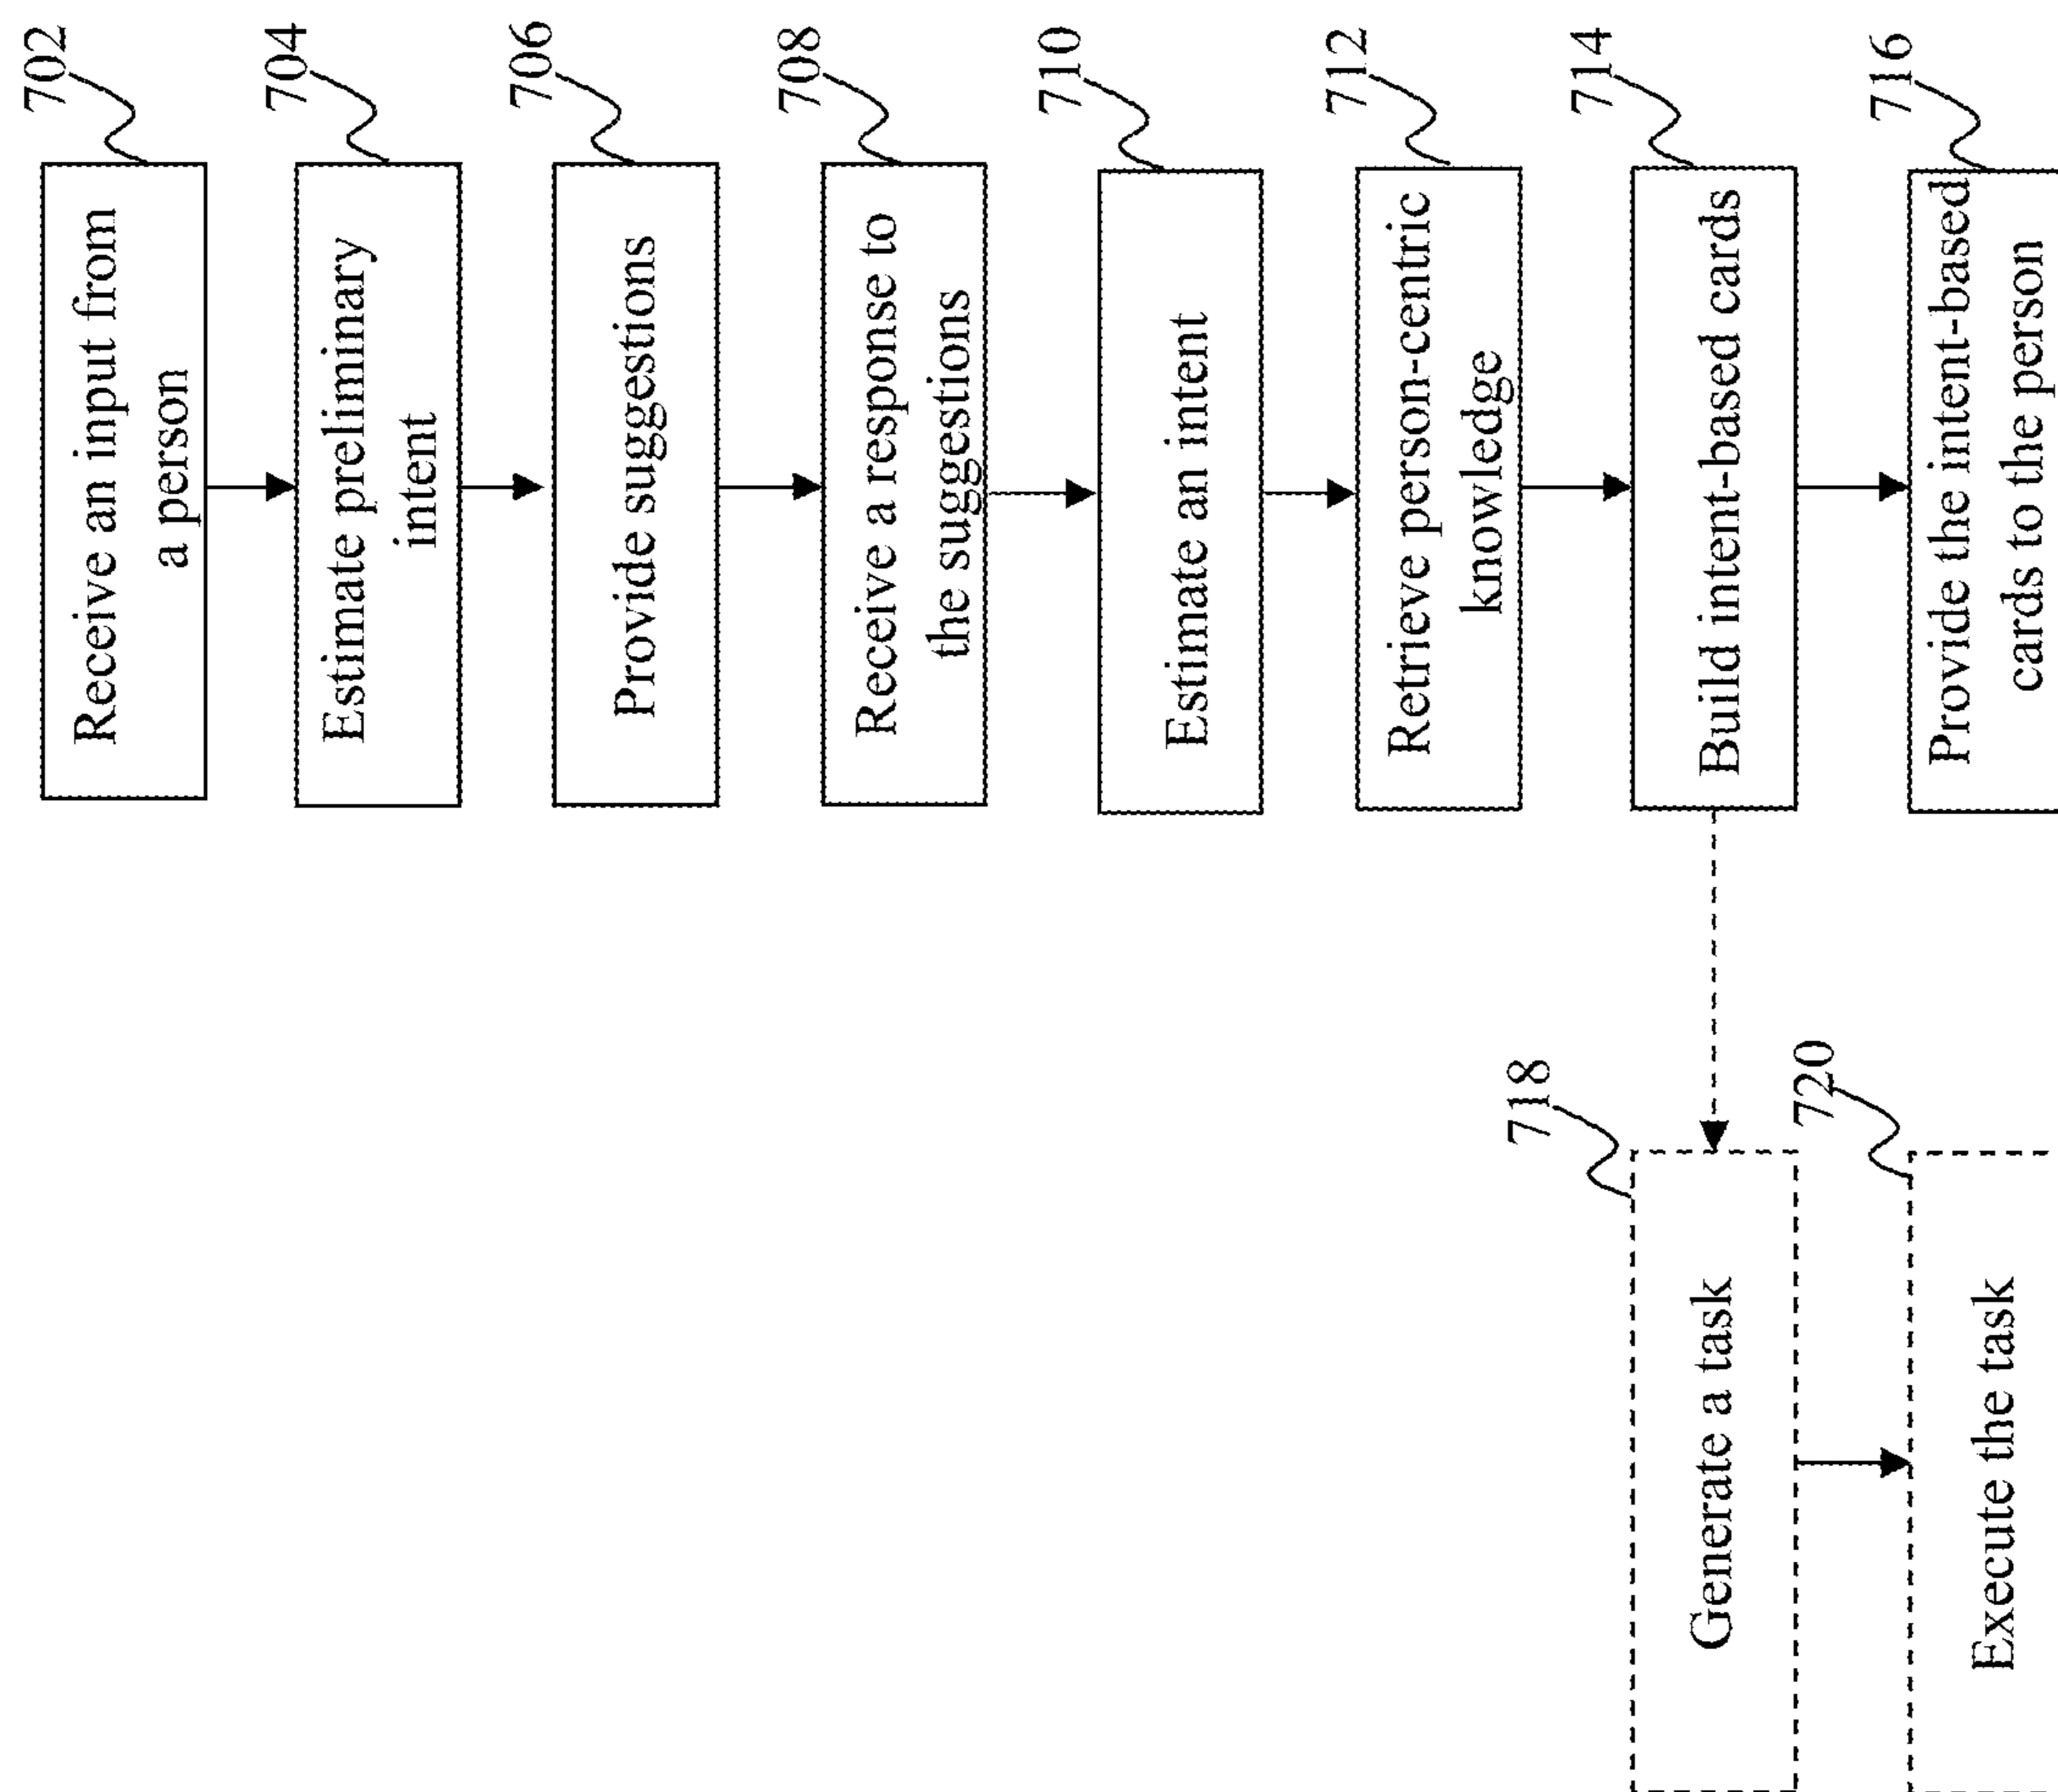 702
Receive an input from
a person
704
Estimate preliminary
intent
706
Provide suggestions
708
Receive a response to
the suggestions
710
Estimate an intent
712
Retrieve person-centric
knowledge
714
Build intent-based cards
716
Provide the intent-based
cards to the person
718
Generate a task
720
Execute the task